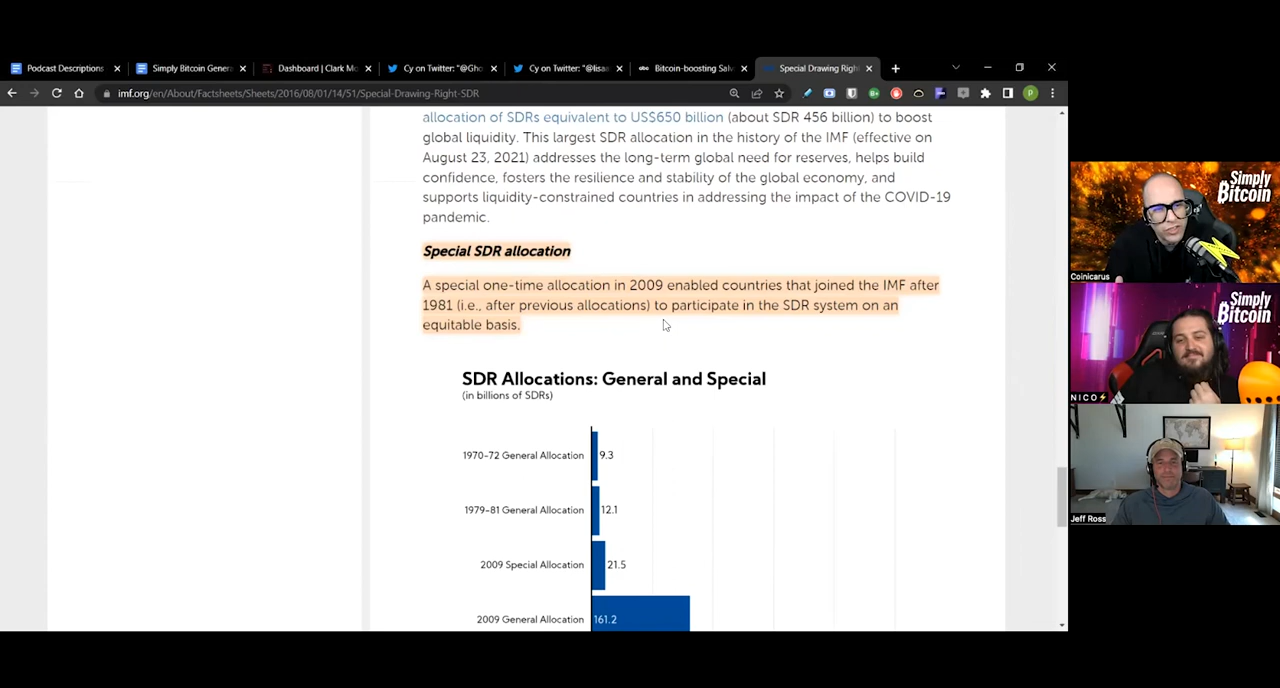 Podcast Descriptions
Simply Bitcoin Gener
Dashboard | Clark Mo
Cy on Twitter: "@Gho
Cy on Twitter: "@lisaa
Bitcoin-boosting Salv
Special Drawing Righ
imf.org/en/About/Factsheets/Sheets/2016/08/01/14/51/Special-Drawing-Right-SDR
allocation of SDRs equivalent to US$650 billion (about SDR 456 billion) to boost
global liquidity. This largest SDR allocation in the history of the IMF (effective on
August 23, 2021) addresses the long-term global need for reserves, helps build
confidence, fosters the resilience and stability of the global economy, and
supports liquidity-constrained countries in addressing the impact of the COVID-19
pandemic.
Special SDR allocation
A special one-time allocation in 2009 enabled countries that joined the IMF after
1981 (i.e., after previous allocations) to participate in the SDR system on an
equitable basis.
SDR Allocations: General and Special
(in billions of SDRs)
1970-72 General Allocation 9.3
1979-81 General Allocation 12.1
2009 Special Allocation 21.5
2009 General Allocation 161.2
Simply
Bitcoin
Coinicarus
Simply
Bitcoin
NICO⚡
Jeff Ross